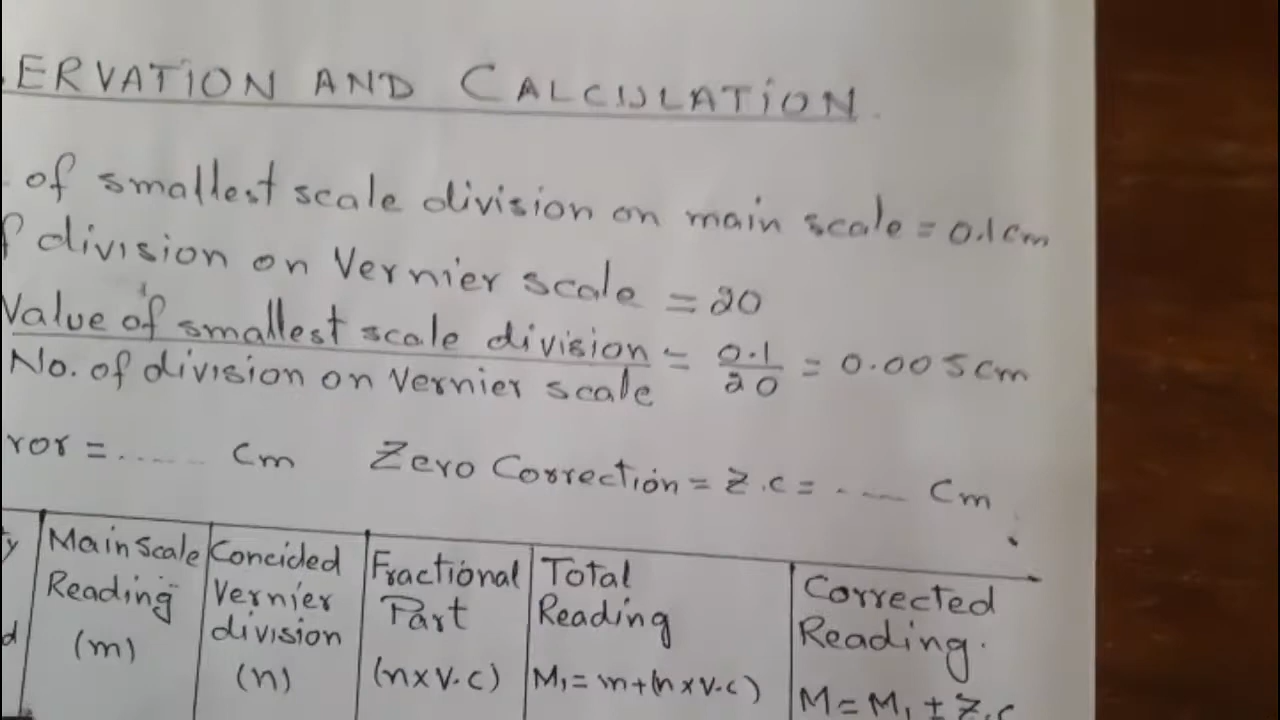 ERVATION AND CALCULATION.
of smallest scale division on main scale = 0.1cm
f division on Vernier scale = 20
Value of smallest scale division = 0.1 = 0.005cm
No. of division on Vernier scale 20
ror = ...... Cm Zero Correction = Z.C = ..... Cm
y Main Scale Concided Fractional Total Corrected
Reading Vernier Part Reading Reading.
d (m) division (n×V.C) M₁ = m+(n×V.C) M = M₁ ± Z.C
(n)